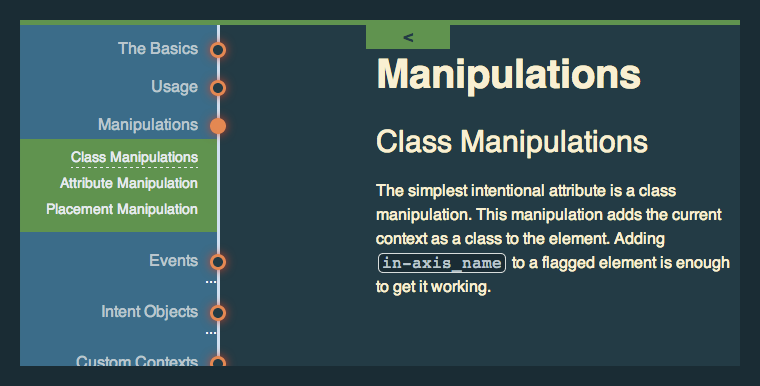 The Basics
Usage
Manipulations
Class Manipulations
Attribute Manipulation
Placement Manipulation
Events
...
Intent Objects
...
Custom Contexts
<
Manipulations
Class Manipulations
The simplest intentional attribute is a class
manipulation. This manipulation adds the current
context as a class to the element. Adding
in-axis_name to a flagged element is enough
to get it working.